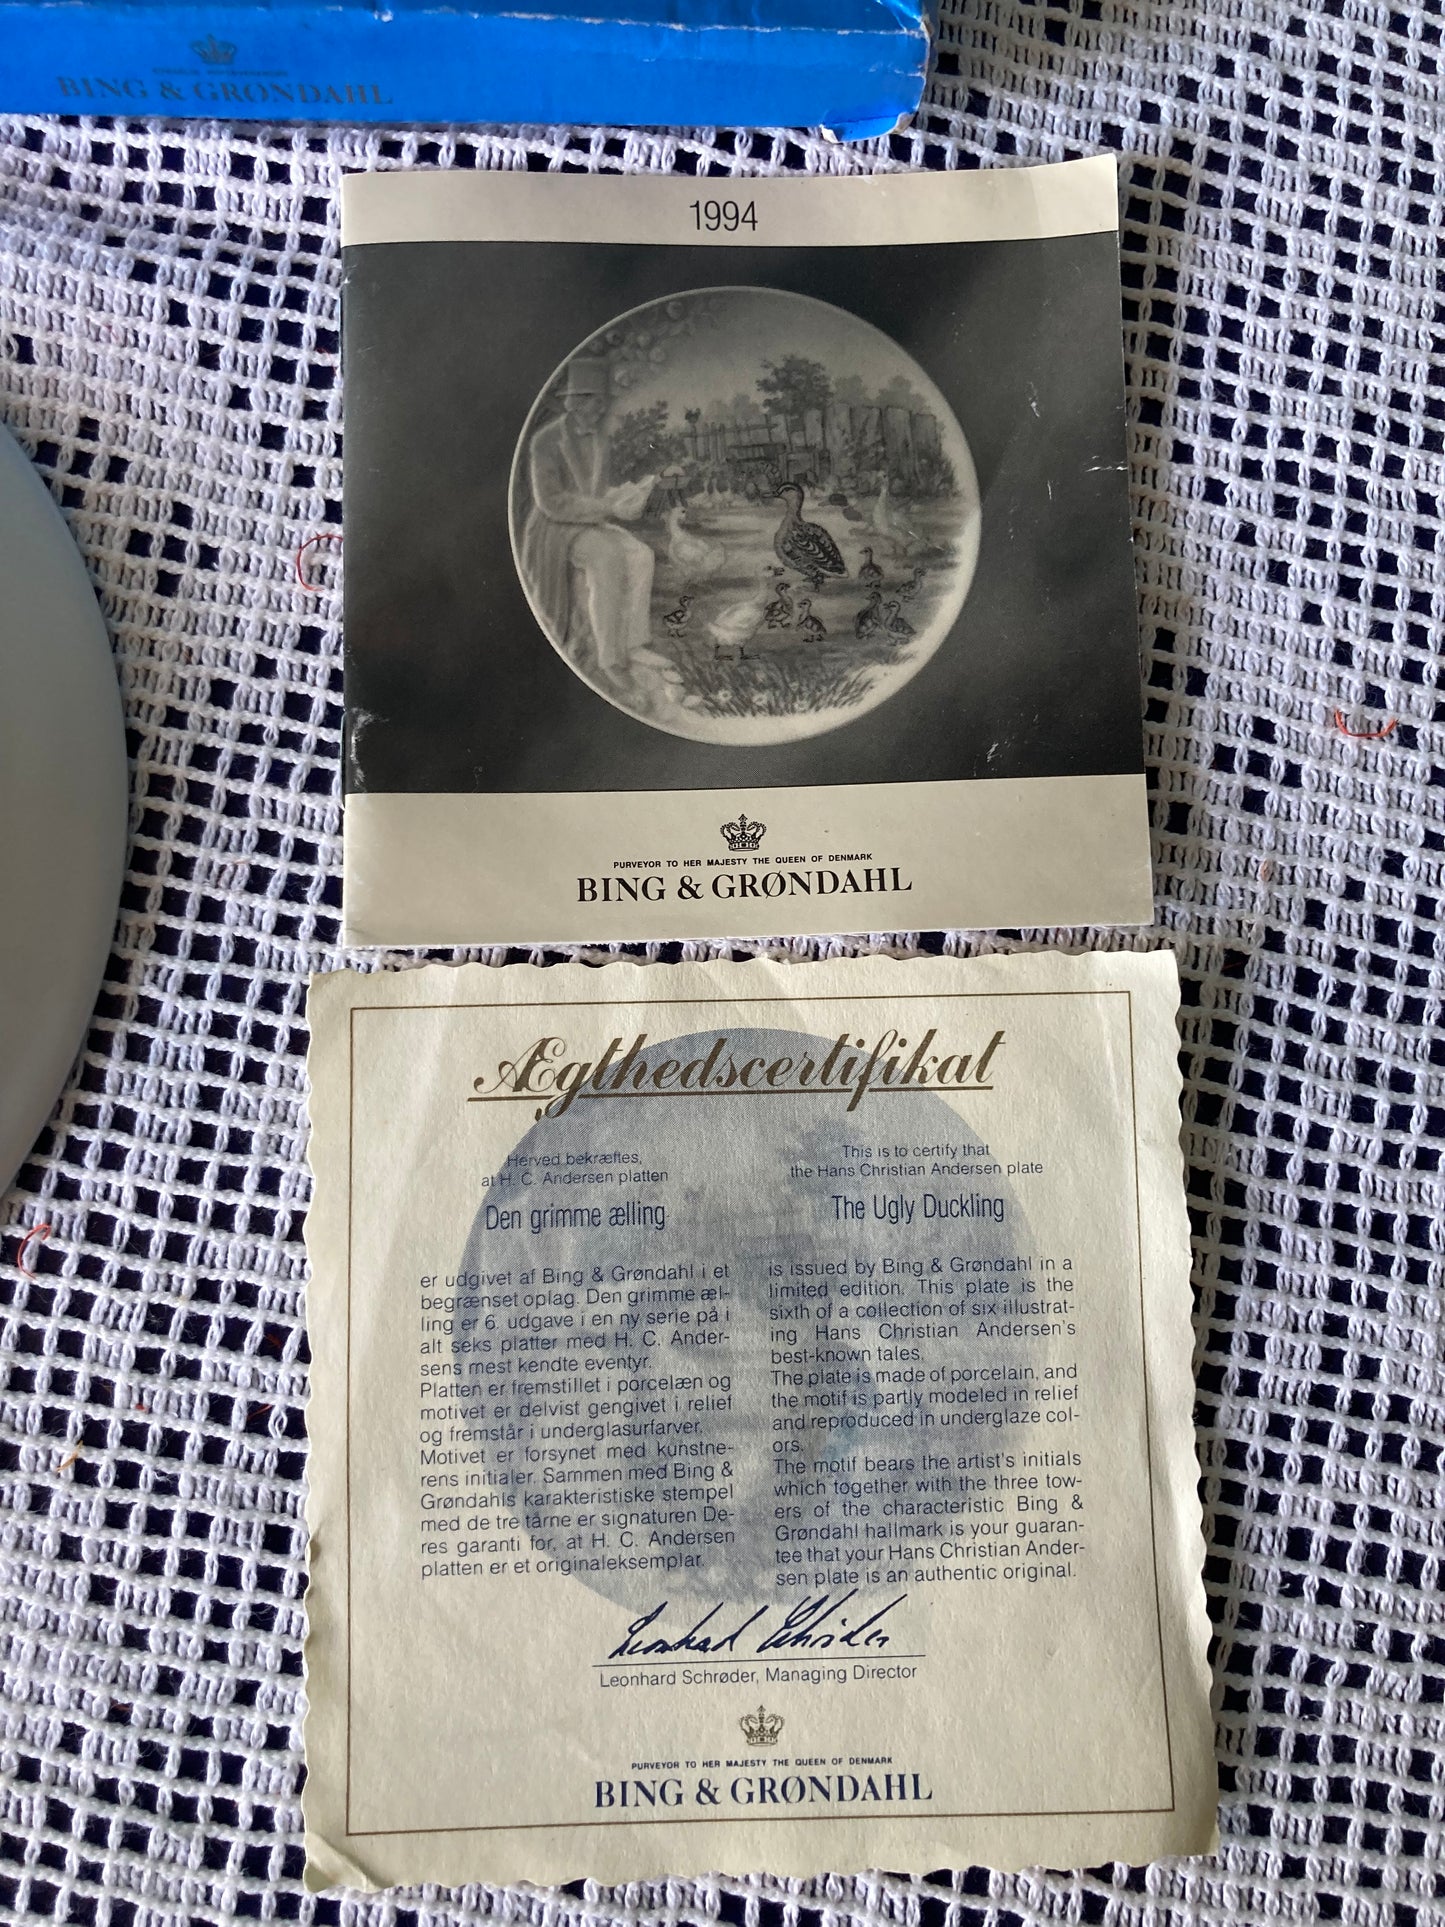 BING & GRØNDAHL
1994
PURVEYOR TO HER MAJESTY THE QUEEN OF DENMARK
BING & GRØNDAHL
Ægthedscertifikat
Herved bekræftes,
at H. C. Andersen platten
Den grimme ælling
er udgivet af Bing & Grøndahl i et
begrænset oplag. Den grimme æl-
ling er 6. udgave i en ny serie på i
alt seks platter med H. C. Ander-
sens mest kendte eventyr.
Platten er fremstillet i porcelæn og
motivet er delvist gengivet i relief
og fremstår i underglasurfarver.
Motivet er forsynet med kunstne-
rens initialer. Sammen med Bing &
Grøndahls karakteristiske stempel
med de tre tårne er signaturen De-
res garanti for, at H. C. Andersen
platten er et originaleksemplar.
This is to certify that
the Hans Christian Andersen plate
The Ugly Duckling
is issued by Bing & Grøndahl in a
limited edition. This plate is the
sixth of a collection of six illustrat-
ing Hans Christian Andersen's
best-known tales.
The plate is made of porcelain, and
the motif is partly modeled in relief
and reproduced in underglaze col-
ors.
The motif bears the artist's initials
which together with the three tow-
ers of the characteristic Bing &
Grøndahl hallmark is your guaran-
tee that your Hans Christian Ander-
sen plate is an authentic original.
Leonhard Schrøder
Leonhard Schrøder, Managing Director
PURVEYOR TO HER MAJESTY THE QUEEN OF DENMARK
BING & GRØNDAHL